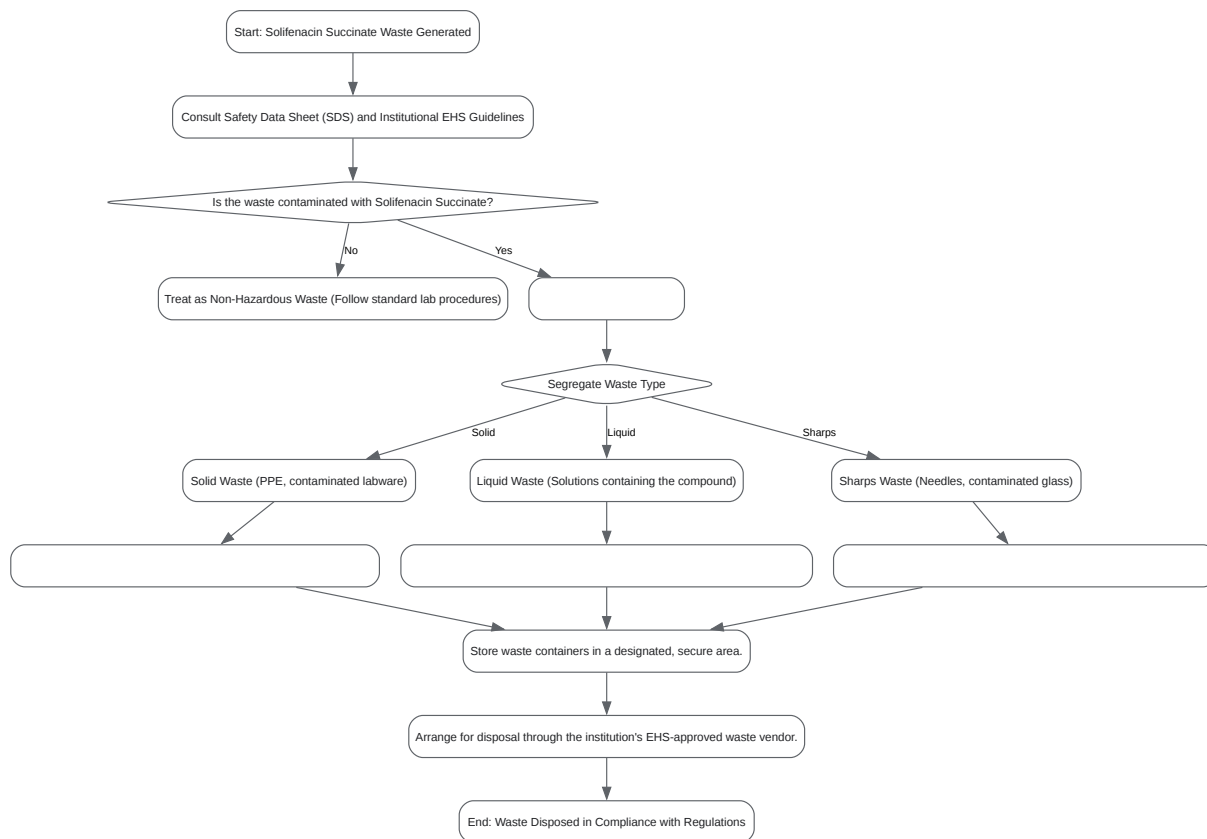 Start: Solifenacin Succinate Waste Generated
Consult Safety Data Sheet (SDS) and Institutional EHS Guidelines
Is the waste contaminated with Solifenacin Succinate?
No
Yes
Treat as Non-Hazardous Waste (Follow standard lab procedures)
Segregate Waste Type
Solid
Liquid
Sharps
Solid Waste (PPE, contaminated labware)
Liquid Waste (Solutions containing the compound)
Sharps Waste (Needles, contaminated glass)
Store waste containers in a designated, secure area.
Arrange for disposal through the institution's EHS-approved waste vendor.
End: Waste Disposed in Compliance with Regulations